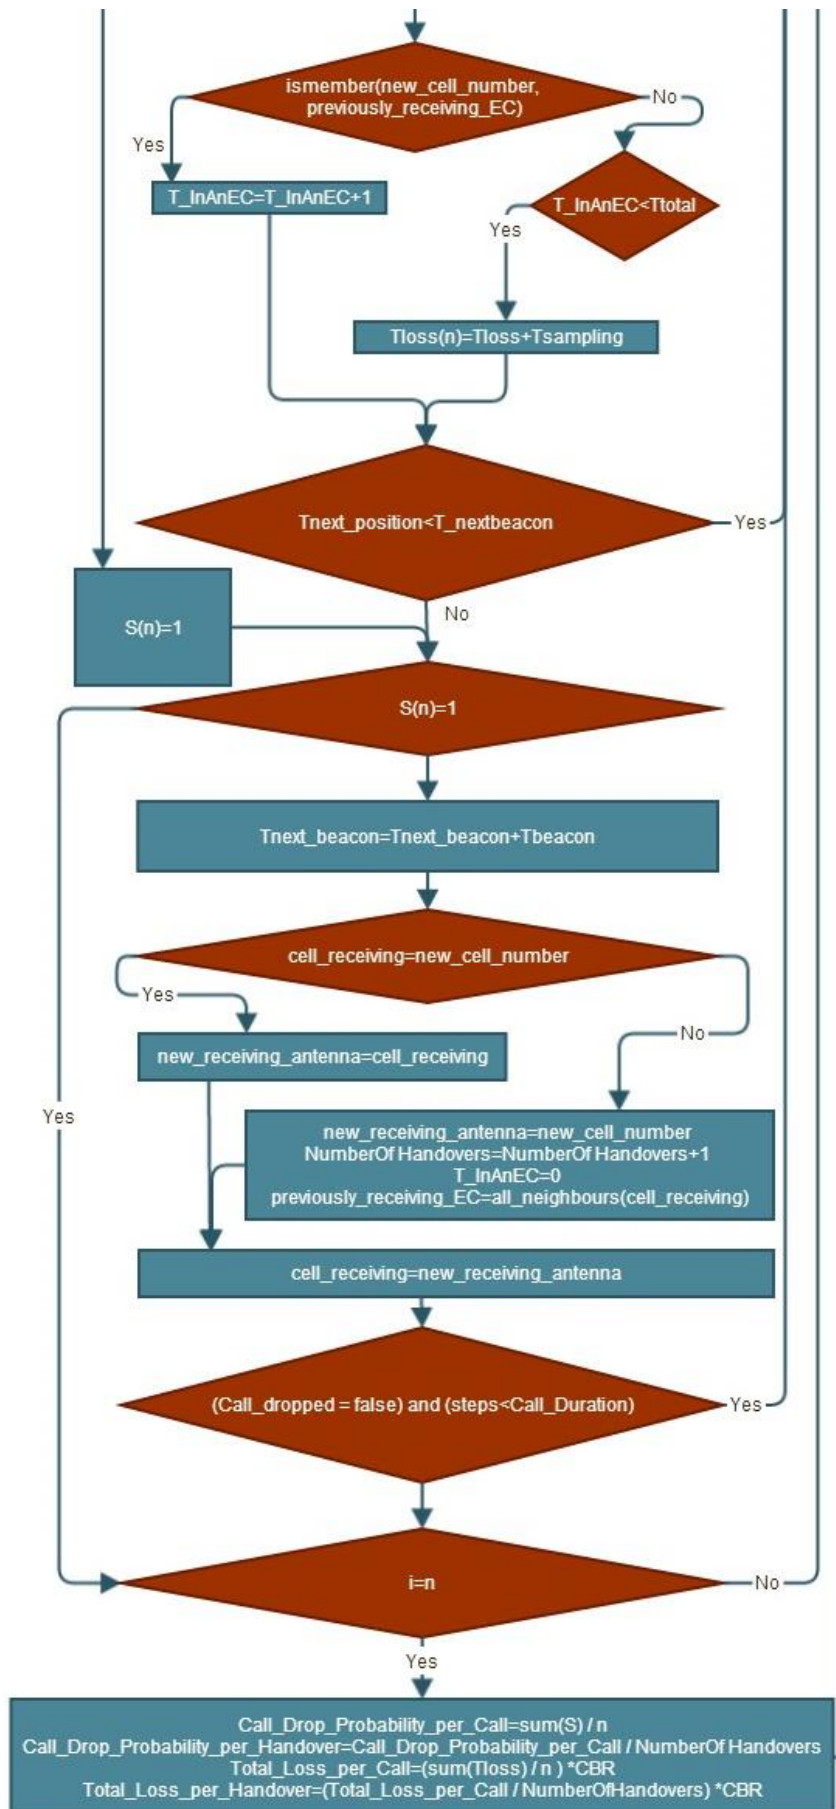 ismember(new_cell_number,
previously_receiving_EC)
No
Yes
T_InAnEC=T_InAnEC+1
T_InAnEC<Ttotal
Yes
Tloss(n)=Tloss+Tsampling
Tnext_position<T_nextbeacon
Yes
No
S(n)=1
S(n)=1
Tnext_beacon=Tnext_beacon+Tbeacon
cell_receiving=new_cell_number
Yes
No
new_receiving_antenna=cell_receiving
Yes
new_receiving_antenna=new_cell_number
NumberOf Handovers=NumberOf Handovers+1
T_InAnEC=0
previously_receiving_EC=all_neighbours(cell_receiving)
cell_receiving=new_receiving_antenna
(Call_dropped = false) and (steps<Call_Duration)
Yes
i=n
No
Yes
Call_Drop_Probability_per_Call=sum(S) / n
Call_Drop_Probability_per_Handover=Call_Drop_Probability_per_Call / NumberOf Handovers
Total_Loss_per_Call=(sum(Tloss) / n ) *CBR
Total_Loss_per_Handover=(Total_Loss_per_Call / NumberOfHandovers) *CBR